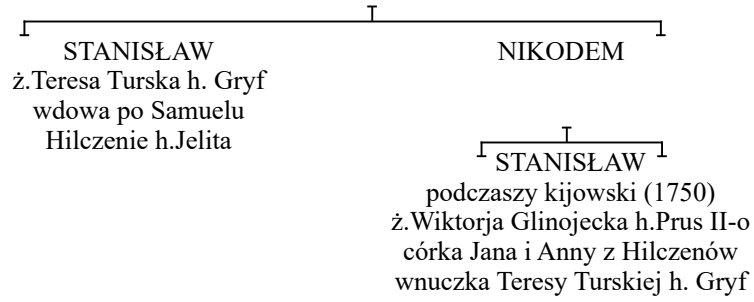 STANISŁAW
ż.Teresa Turska h. Gryf
wdowa po Samuelu
Hilczenie h.Jelita
NIKODEM
STANISŁAW
podczaszy kijowski (1750)
ż.Wiktorja Glinojecka h.Prus II-o
córka Jana i Anny z Hilczenów
wnuczka Teresy Turskiej h. Gryf